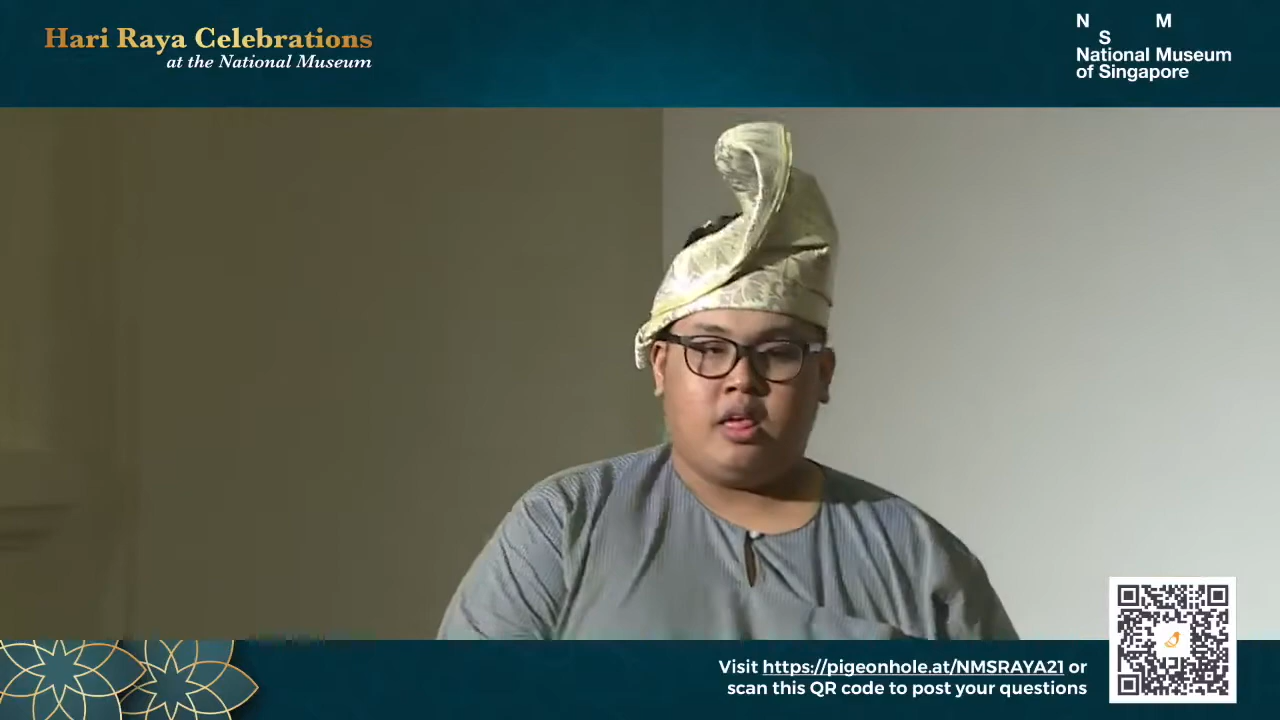 Hari Raya Celebrations
at the National Museum
N M
S
National Museum
of Singapore
Visit https://pigeonhole.at/NMSRAYA21 or
scan this QR code to post your questions